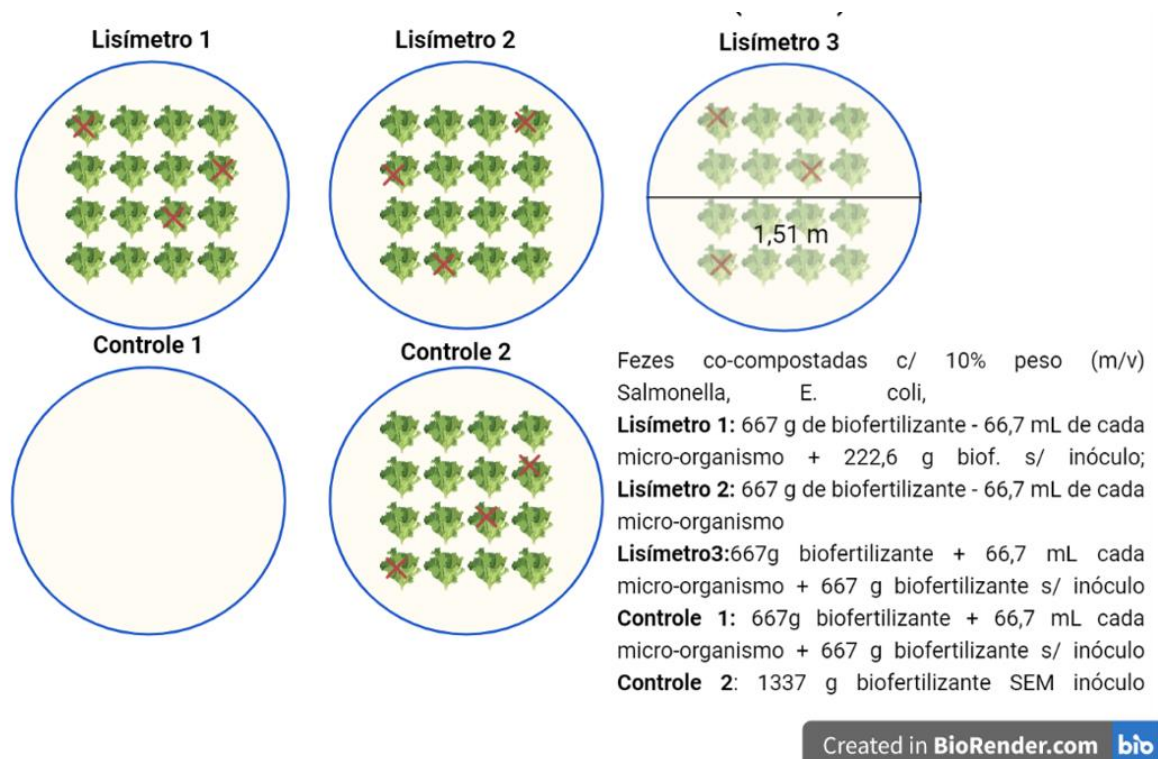 Lisímetro 1
Lisímetro 2
Lisímetro 3
1,51 m
Controle 1
Controle 2
Fezes co-compostadas c/ 10% peso (m/v)
Salmonella, E. coli,
Lisímetro 1: 667 g de biofertilizante - 66,7 mL de cada
micro-organismo + 222,6 g biof. s/ inóculo;
Lisímetro 2: 667 g de biofertilizante - 66,7 mL de cada
micro-organismo
Lisímetro3:667g biofertilizante + 66,7 mL cada
micro-organismo + 667 g biofertilizante s/ inóculo
Controle 1: 667g biofertilizante + 66,7 mL cada
micro-organismo + 667 g biofertilizante s/ inóculo
Controle 2: 1337 g biofertilizante SEM inóculo
Created in BioRender.com bio